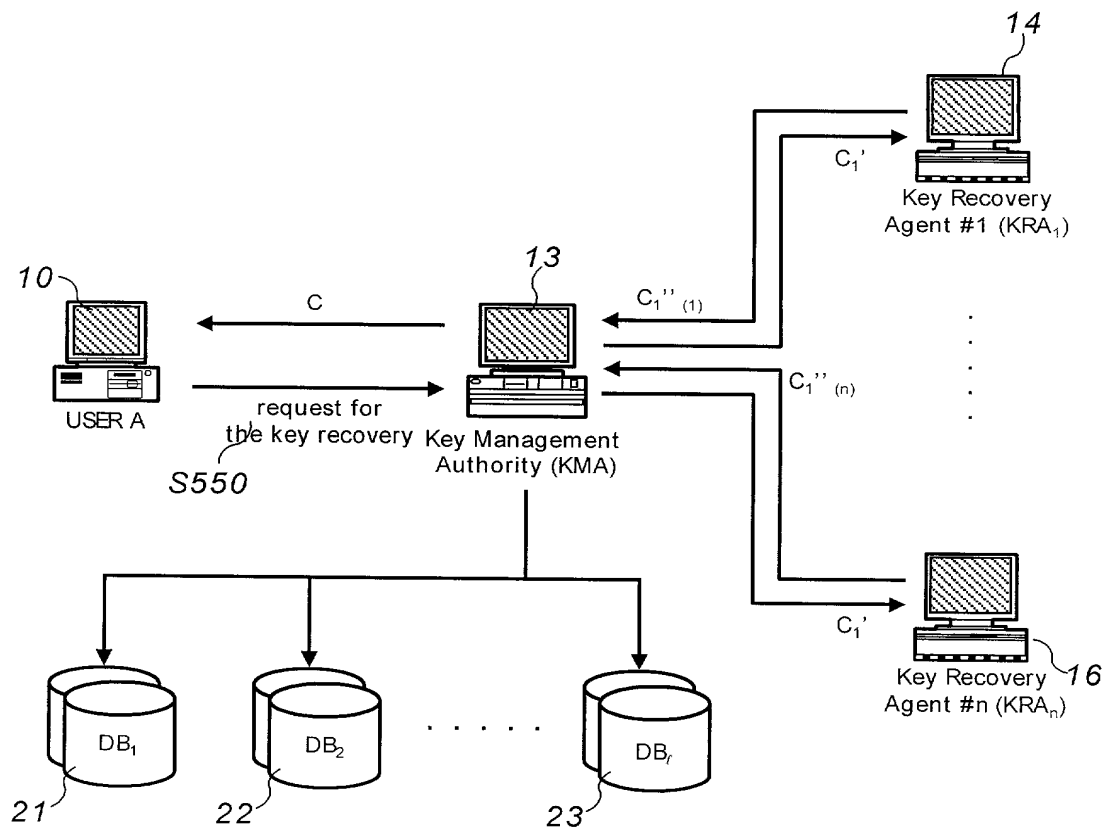 14
C₁'
Key Recovery
Agent #1 (KRA₁)
10
13
C
C₁'' ₍₁₎
C₁'' ₍ₙ₎
USER A
request for
the key recovery
S550
Key Management
Authority (KMA)
C₁'
16
Key Recovery
Agent #n (KRAₙ)
DB₁
DB₂
. . . . .
DBℓ
21
22
23